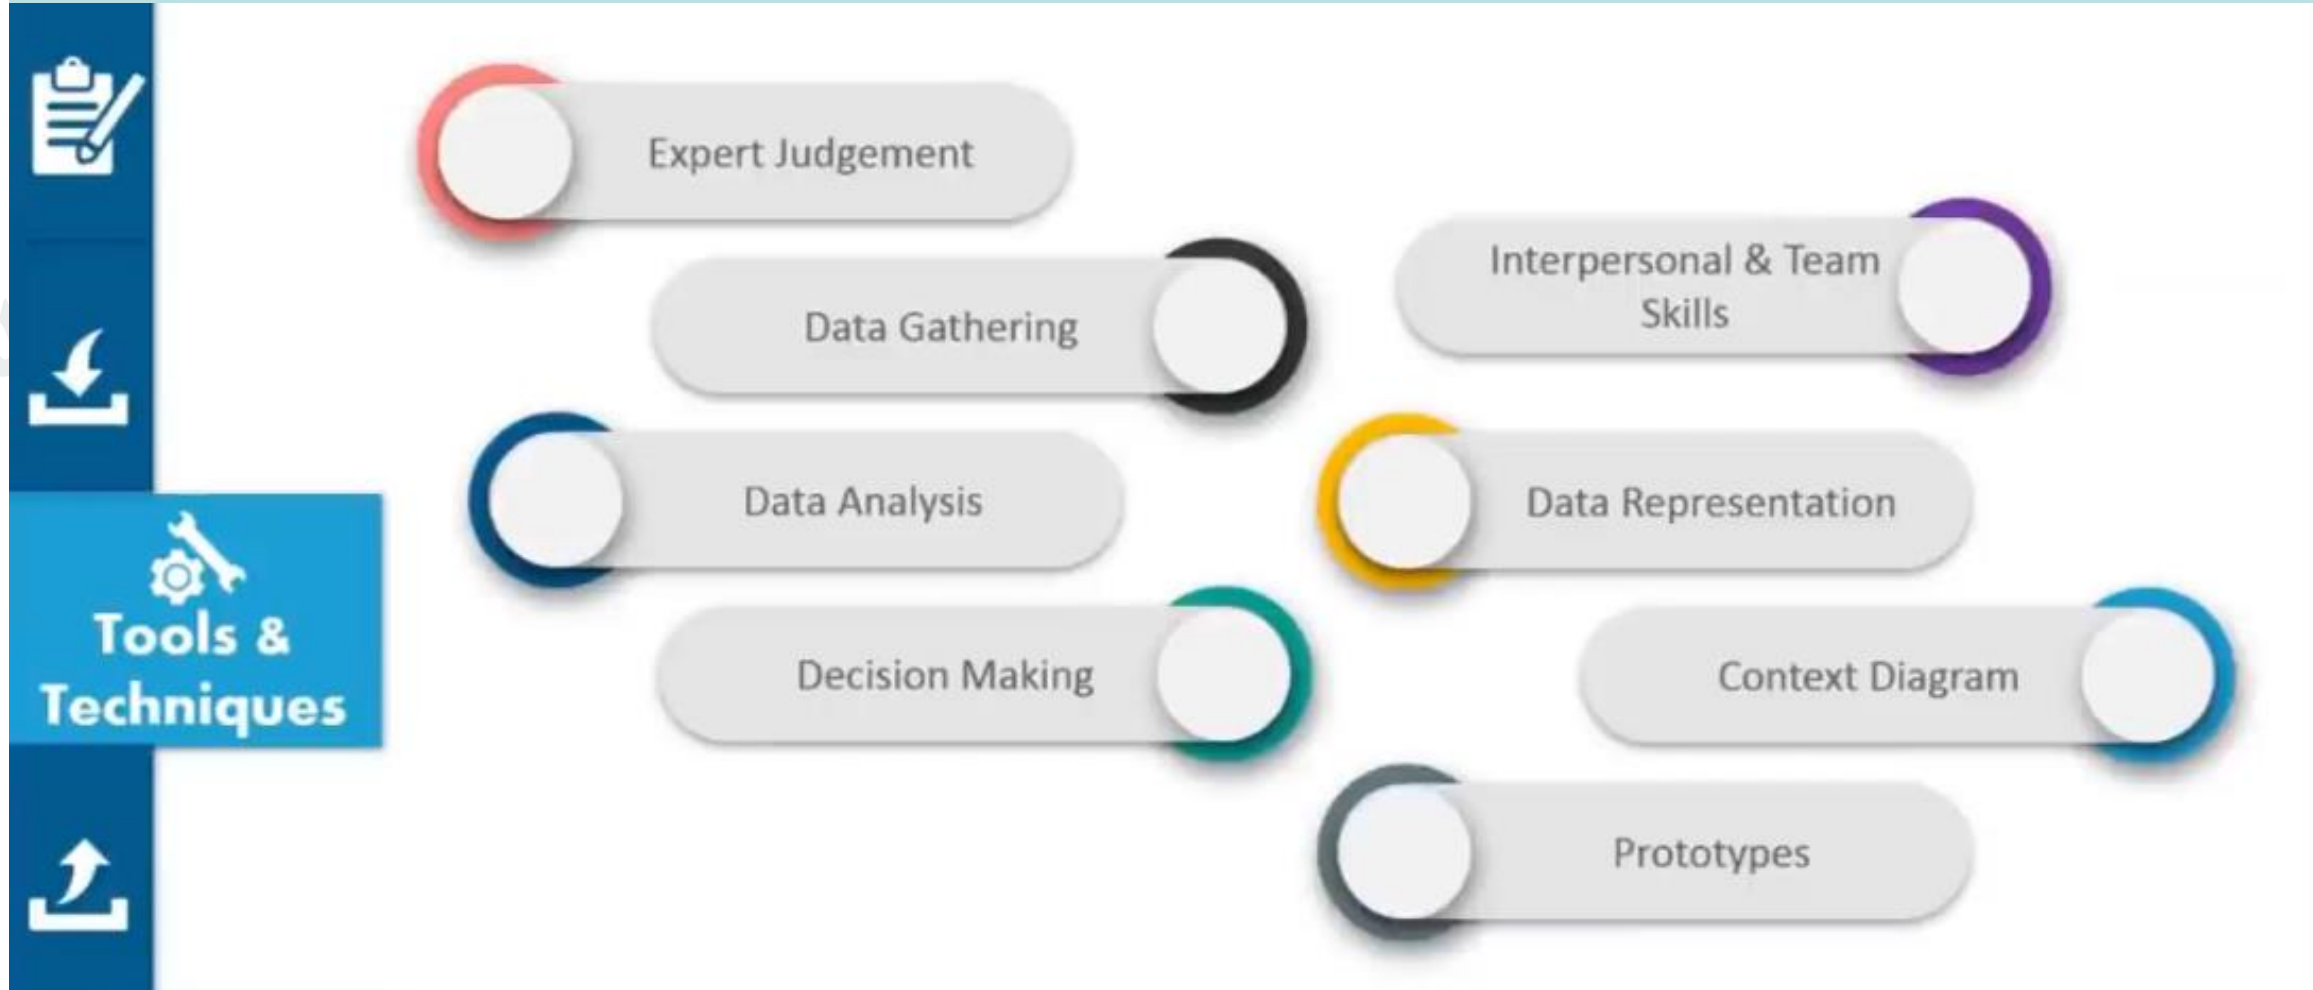 Expert Judgement
Data Gathering
Data Analysis
Decision Making
Interpersonal & Team
Skills
Data Representation
Context Diagram
Prototypes
Tools &
Techniques